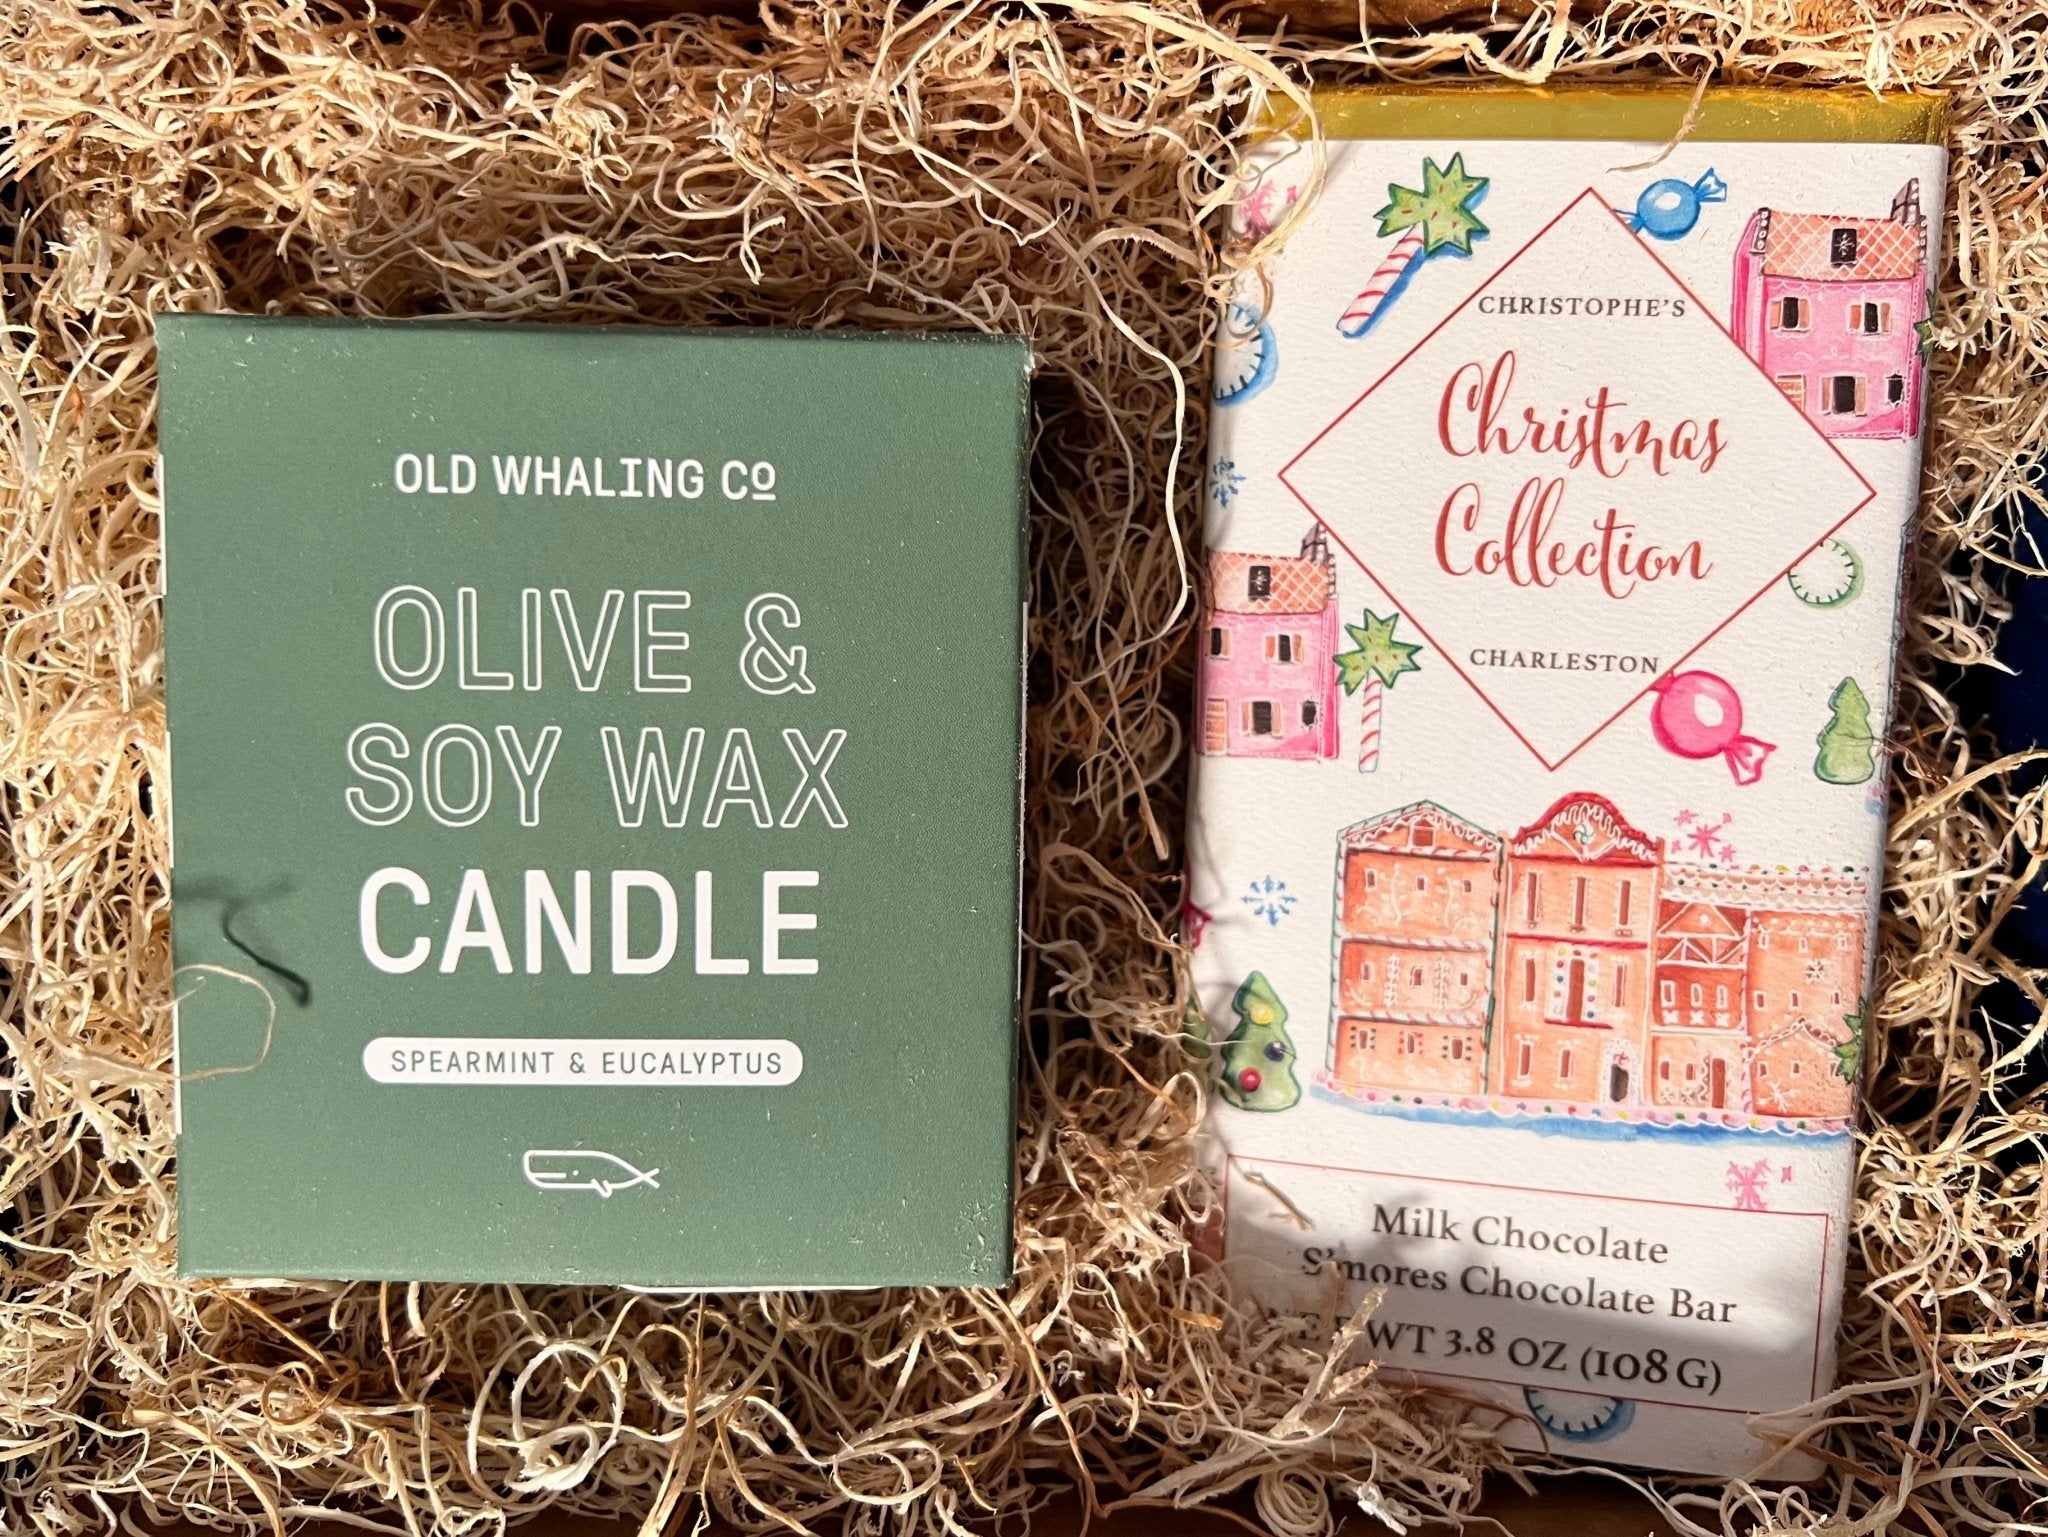 OLD WHALING Cº
OLIVE &
SOY WAX
CANDLE
SPEARMINT & EUCALYPTUS
CHRISTOPHE'S
Christmas
Collection
CHARLESTON
Milk Chocolate
S'mores Chocolate Bar
WT 3.8 OZ (108 G)